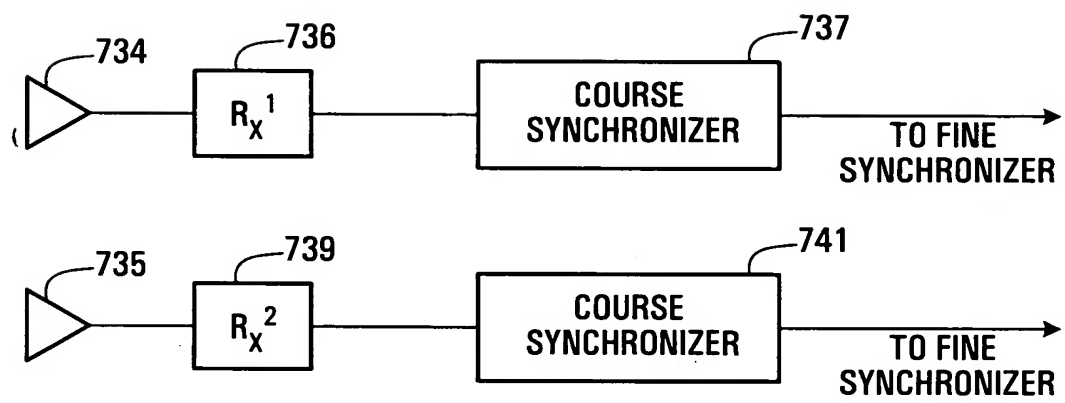 734
736
737
Rx1
COURSE
SYNCHRONIZER
TO FINE
SYNCHRONIZER
735
739
741
Rx2
COURSE
SYNCHRONIZER
TO FINE
SYNCHRONIZER